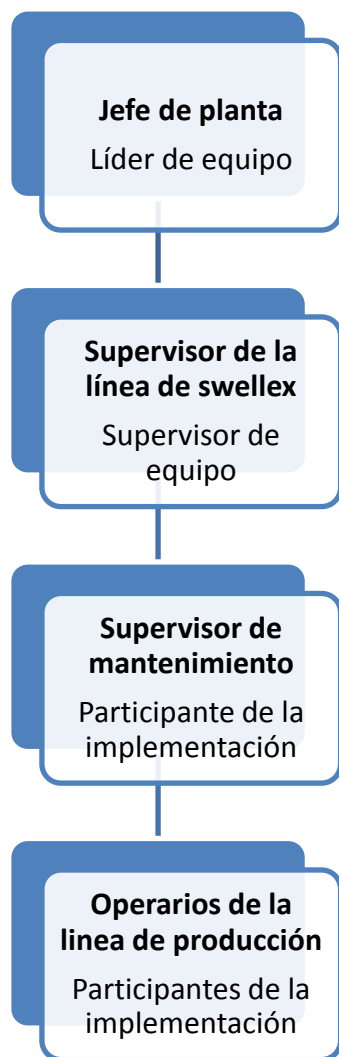 Jefe de planta
Líder de equipo
Supervisor de la
línea de swellex
Supervisor de
equipo
Supervisor de
mantenimiento
Participante de la
implementación
Operarios de la
linea de producción
Participantes de la
implementación